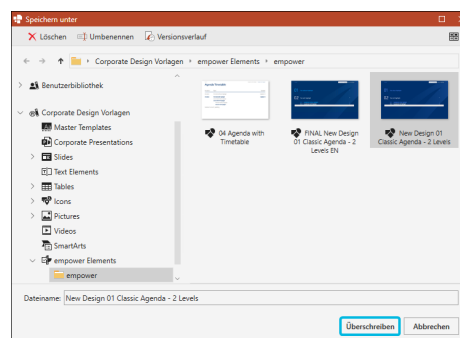 Speichern unter
Löschen Umbenennen Versionsverlauf
Corporate Design Vorlagen empower Elements empower
Benutzerbibliothek
Corporate Design Vorlagen
Master Templates
Corporate Presentations
Slides
Text Elements
Tables
Icons
Pictures
Videos
SmartArts
empower Elements
empower
04 Agenda with
Timetable
FINAL New Design
01 Classic Agenda - 2
Levels EN
New Design 01
Classic Agenda - 2 Levels
Dateiname: New Design 01 Classic Agenda - 2 Levels
Überschreiben Abbrechen